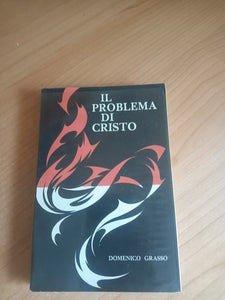 IL
PROBLEMA
DI
CRISTO
DOMENICO GRASSO